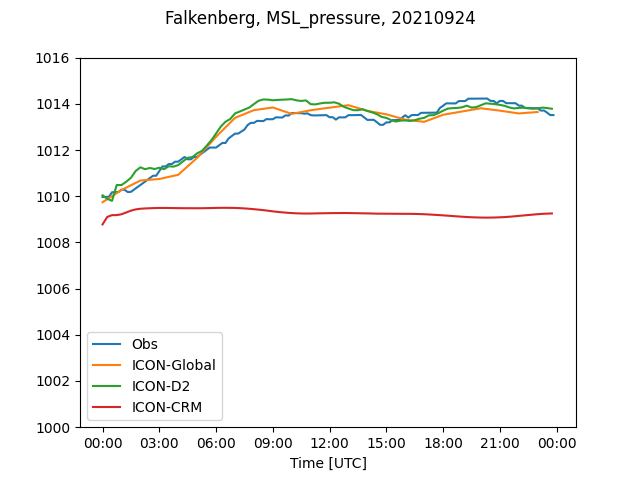 Falkenberg, MSL_pressure, 20210924
1016
1014
1012
1010
1008
1006
1004
1002
1000
Obs
ICON-Global
ICON-D2
ICON-CRM
00:00 03:00 06:00 09:00 12:00 15:00 18:00 21:00 00:00
Time [UTC]